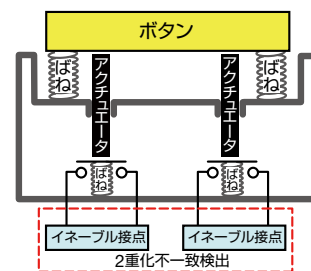 ボタン
ばね
アクチュエータ
アクチュエータ
ばね
ばね
ばね
イネーブル接点
イネーブル接点
2重化不一致検出